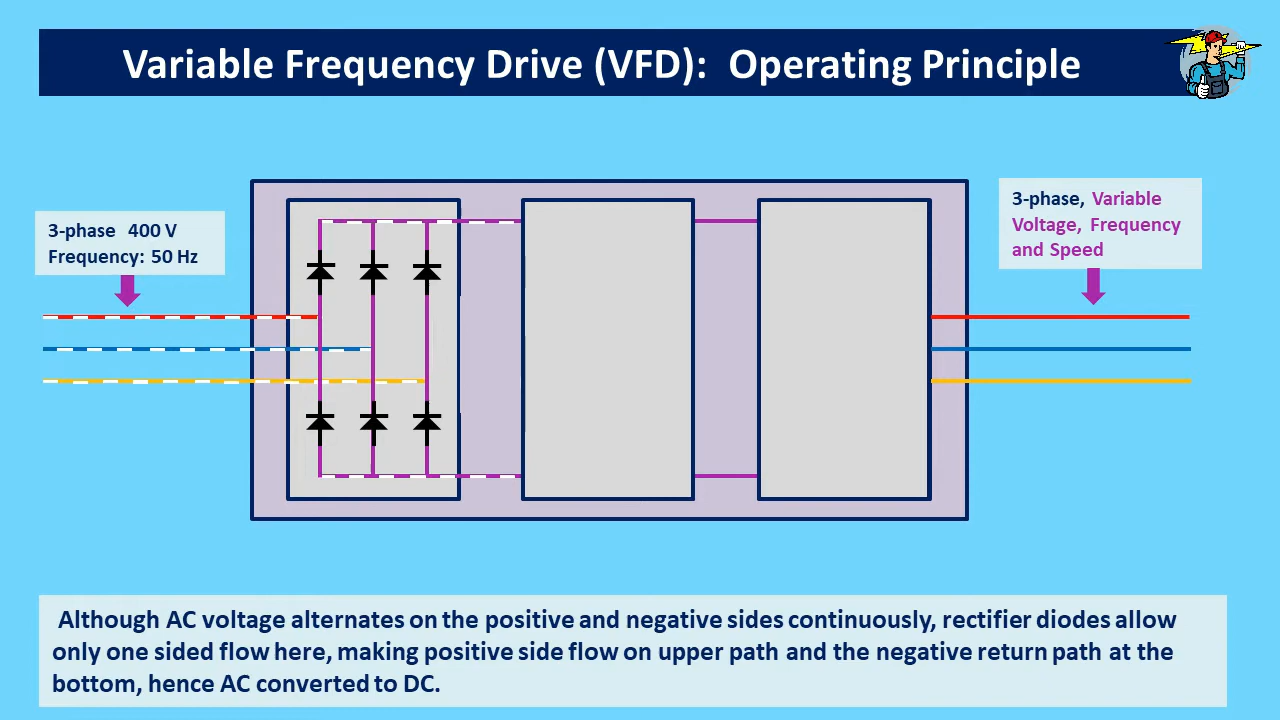 Variable Frequency Drive (VFD): Operating Principle
3-phase 400 V
Frequency: 50 Hz
3-phase, Variable
Voltage, Frequency
and Speed
Although AC voltage alternates on the positive and negative sides continuously, rectifier diodes allow
only one sided flow here, making positive side flow on upper path and the negative return path at the
bottom, hence AC converted to DC.